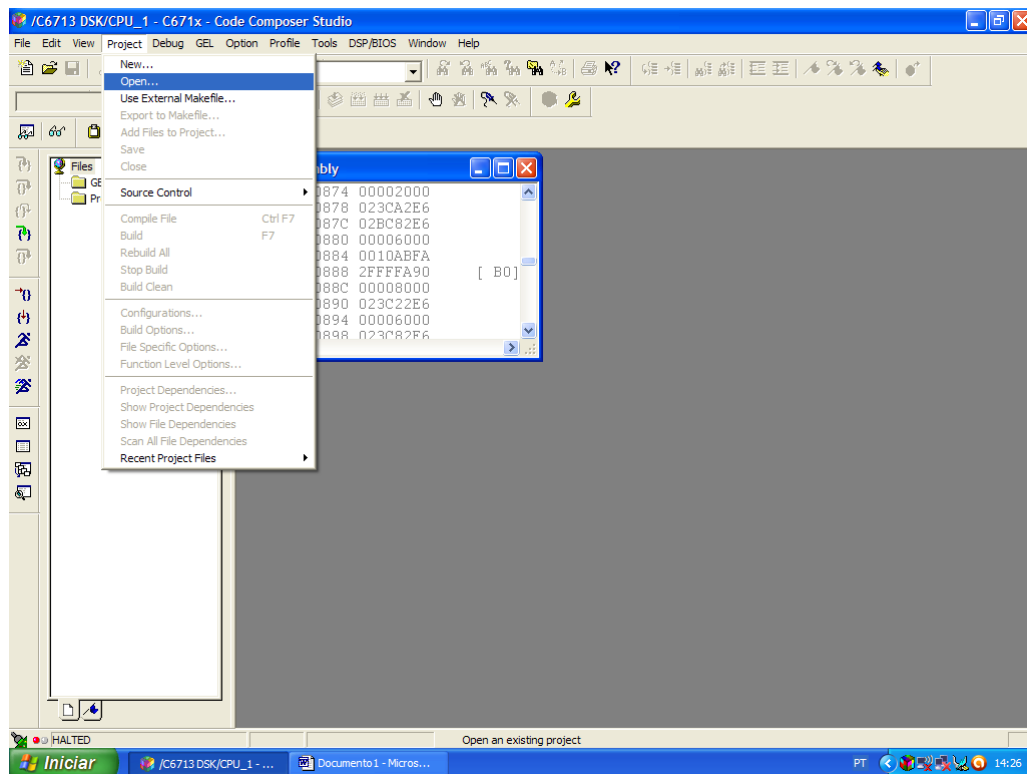 /C6713 DSK/CPU_1 - C671x - Code Composer Studio
File Edit View Project Debug GEL Option Profile Tools DSP/BIOS Window Help
New...
Open...
Use External Makefile...
Export to Makefile...
Add Files to Project...
Save
Close
Source Control
Compile File Ctrl F7
Build F7
Rebuild All
Stop Build
Build Clean
Configurations...
Build Options...
File Specific Options...
Function Level Options...
Project Dependencies...
Show Project Dependencies
Show File Dependencies
Scan All File Dependencies
Recent Project Files
Files
GE
Pr
bly
0874 00002000
0878 023CA2E6
087C 02BC82E6
0880 00006000
0884 0010ABFA
0888 2FFFFA90 [ B0]
088C 00008000
0890 023C22E6
0894 00006000
0898 023C82E6
HALTED
Open an existing project
Iniciar
/C6713 DSK/CPU_1 - ...
Documento1 - Micros...
PT
14:26